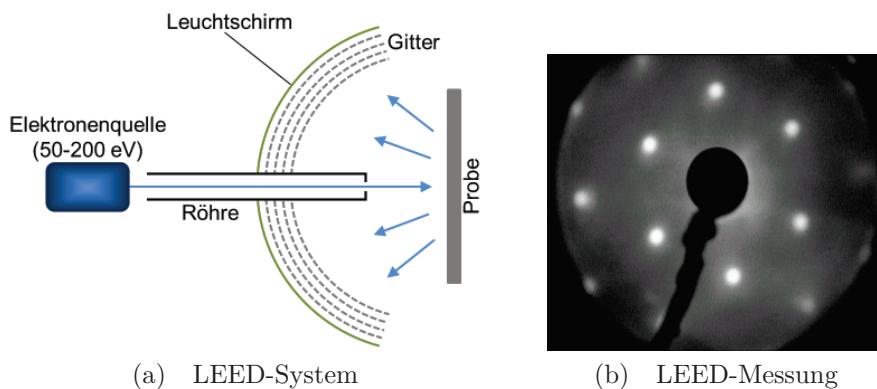 Leuchtschirm
Gitter
Elektronenquelle
(50-200 eV)
Röhre
Probe
(a) LEED-System
(b) LEED-Messung